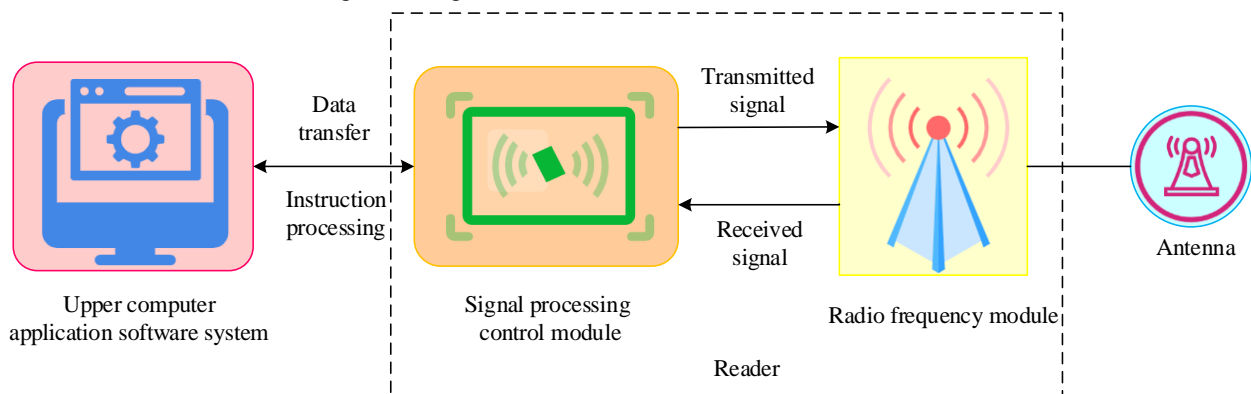 Data
transfer
Instruction
processing
Transmitted
signal
Received
signal
Antenna
Upper computer
application software system
Signal processing
control module
Radio frequency module
Reader